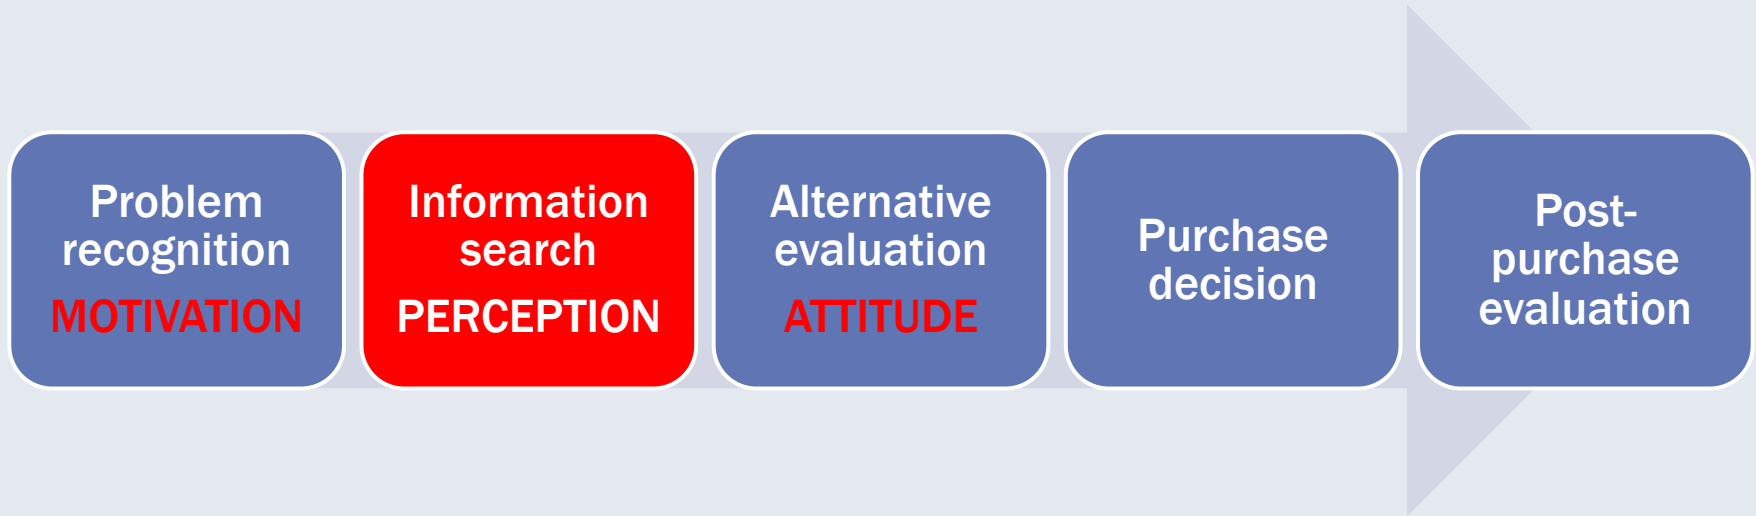 Problem
recognition
MOTIVATION
Information
search
PERCEPTION
Alternative
evaluation
ATTITUDE
Purchase
decision
Post-
purchase
evaluation